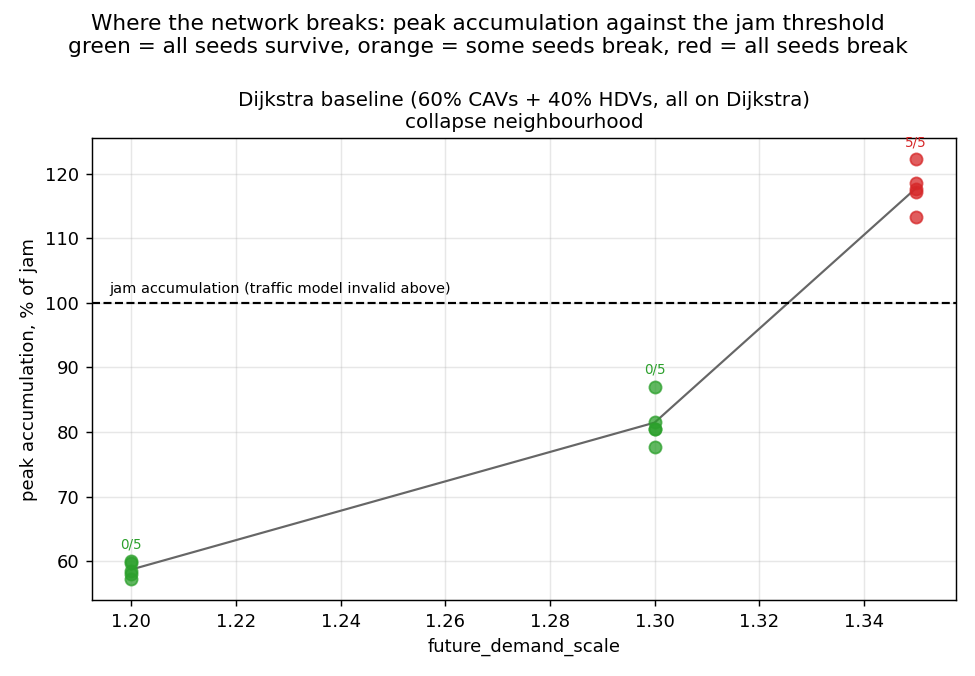 Where the network breaks: peak accumulation against the jam threshold
green = all seeds survive, orange = some seeds break, red = all seeds break
Dijkstra baseline (60% CAVs + 40% HDVs, all on Dijkstra)
collapse neighbourhood
5/5
120
110
jam accumulation (traffic model invalid above)
100
90
0/5
80
70
0/5
60
peak accumulation, % of jam
1.20 1.22 1.24 1.26 1.28 1.30 1.32 1.34
future_demand_scale